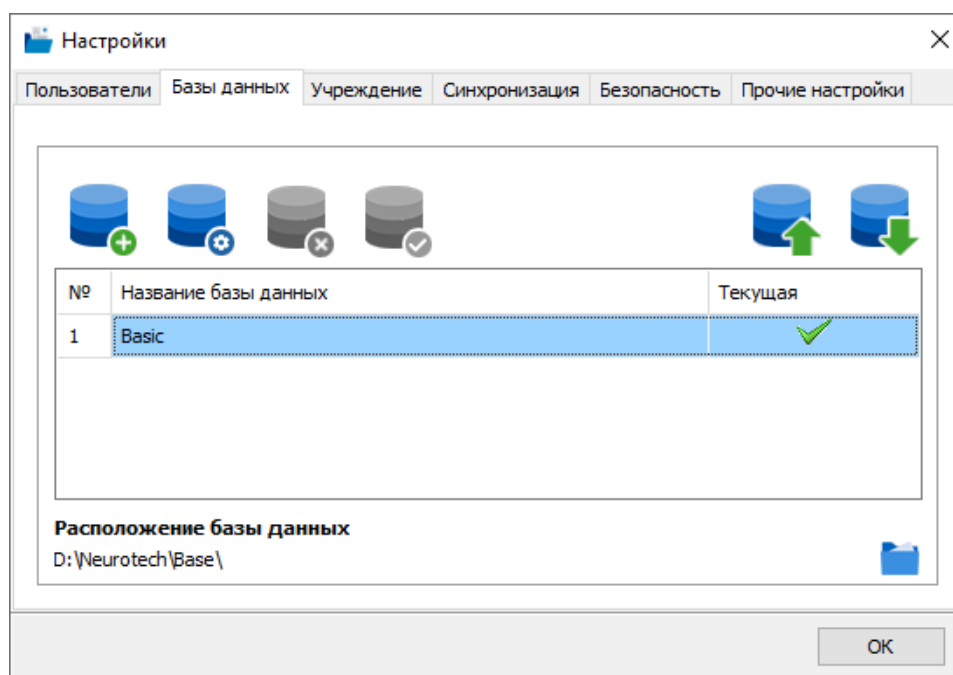 Настройки
Пользователи Базы данных Учреждение Синхронизация Безопасность Прочие настройки
№ Название базы данных Текущая
1 Basic
Расположение базы данных
D:\Neurotech\Base\
OK